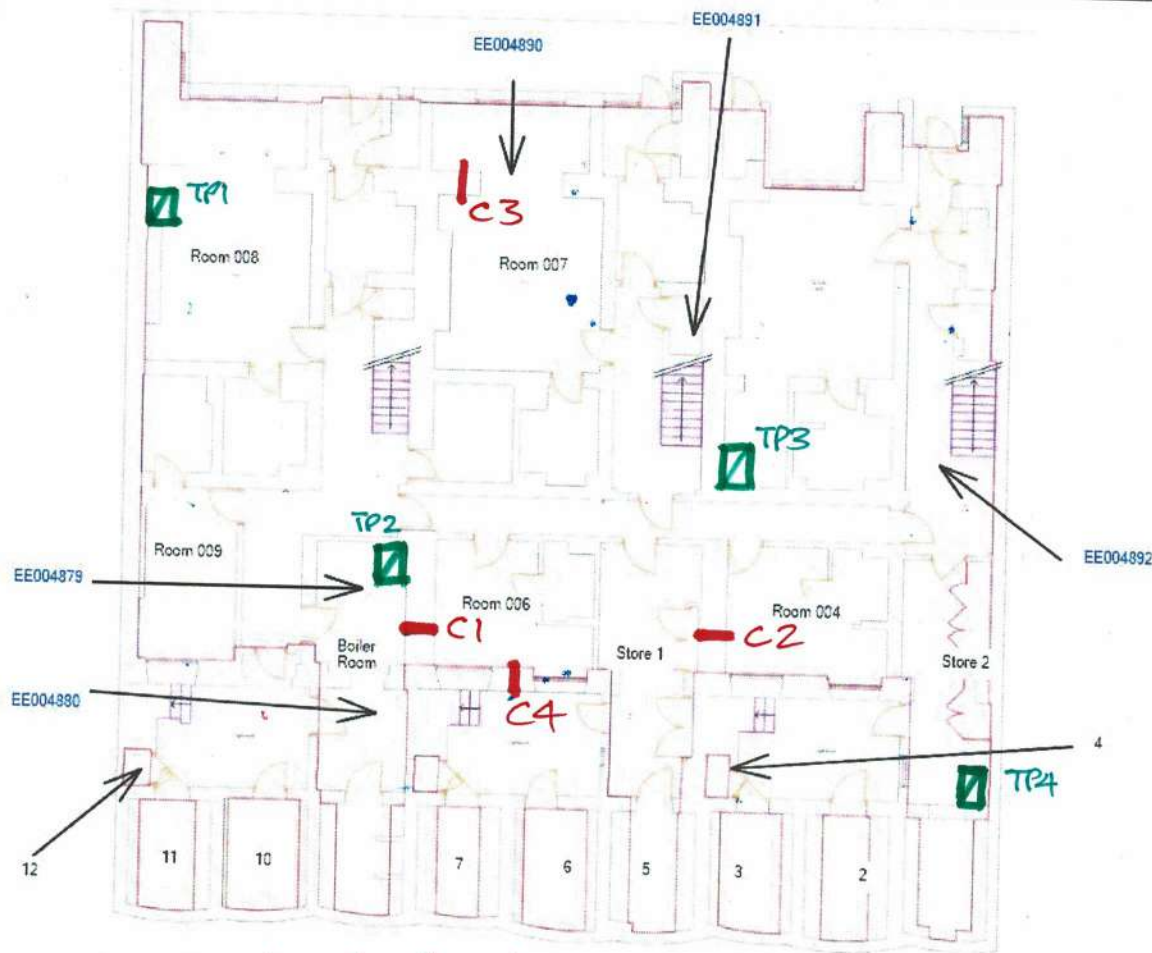 EE004891
EE004890
TP1
C3
Room 008
Room 007
TP3
TP2
Room 009
EE004892
EE004879
Room 006
Room 004
C1
C2
Boiler
Room
Store 1
Store 2
EE004880
C4
4
TP4
12
11
10
7
6
5
3
2